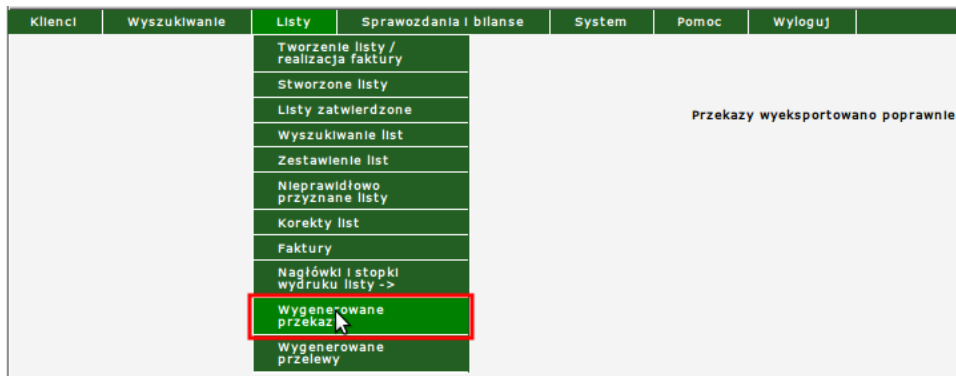 Klienci Wyszukiwanie Listy Sprawozdania i bilanse System Pomoc Wyloguj
Tworzenie listy /
realizacja faktury
Stworzone listy
Listy zatwierdzone
Przekazy wyeksportowano poprawnie
Wyszukiwanie list
Zestawienie list
Nieprawidłowo
przyznane listy
Korekty list
Faktury
Nagłówki i stopki
wydruku listy ->
Wygenerowane
przekazy
Wygenerowane
przelewy